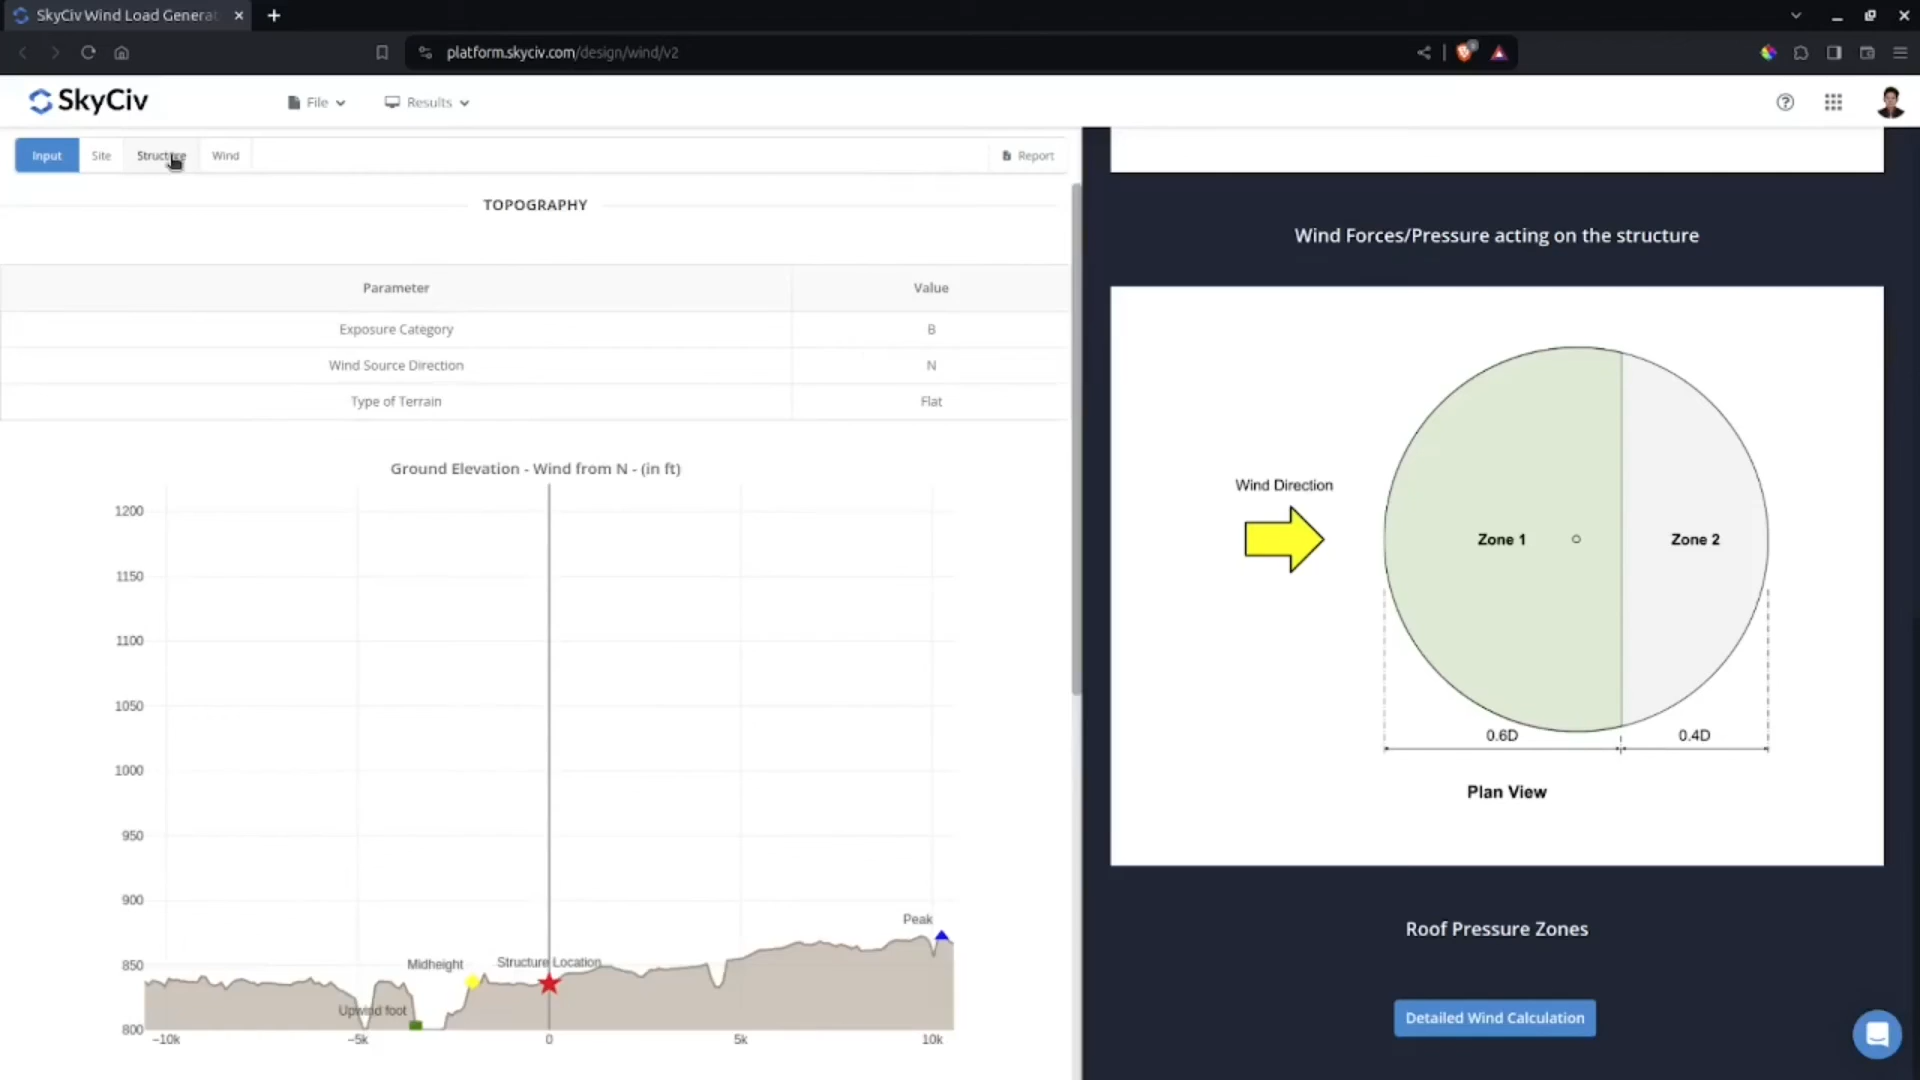 SkyCiv Wind Load Generat
platform.skyciv.com/design/wind/v2
SkyCiv
File
Results
Input
Site
Structure
Wind
Report
TOPOGRAPHY
Parameter
Value
Exposure Category
B
Wind Source Direction
N
Type of Terrain
Flat
Ground Elevation - Wind from N - (in ft)
1200
1150
1100
1050
1000
950
900
850
800
Peak
Midheight
Structure Location
Upwind foot
−10k
−5k
0
5k
10k
Wind Forces/Pressure acting on the structure
Wind Direction
Zone 1
Zone 2
0.6D
0.4D
Plan View
Roof Pressure Zones
Detailed Wind Calculation